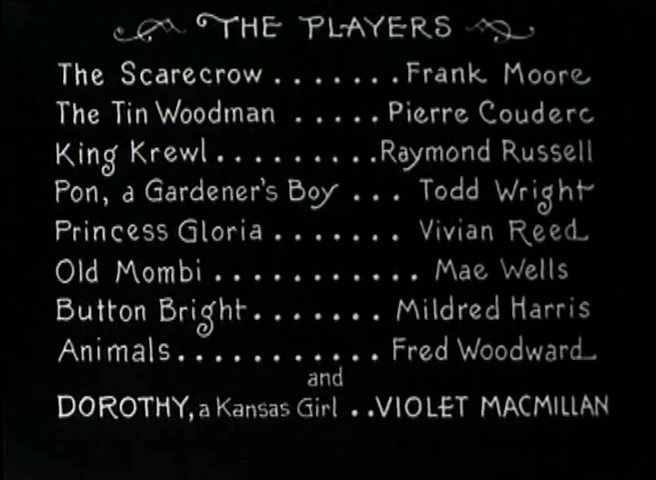 THE PLAYERS
The Scarecrow . . . . . . . Frank Moore
The Tin Woodman . . . . . Pierre Couderc
King Krewl . . . . . . . . . Raymond Russell
Pon, a Gardener's Boy . . . Todd Wright
Princess Gloria . . . . . . . Vivian Reed
Old Mombi . . . . . . . . . . . Mae Wells
Button Bright . . . . . . . Mildred Harris
Animals . . . . . . . . . . . Fred Woodward
and
DOROTHY, a Kansas Girl . . VIOLET MACMILLAN